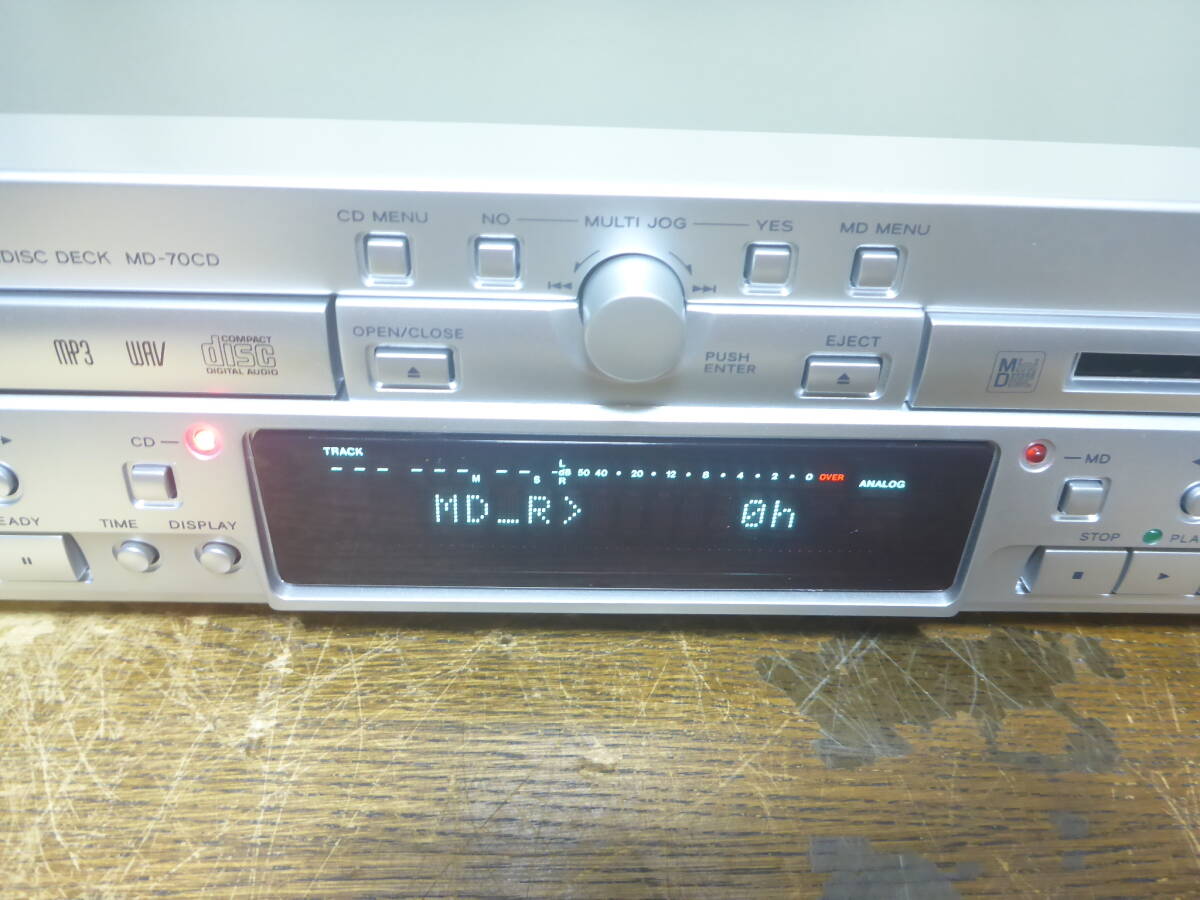 CD MENU
NO
MULTI JOG
YES
MD MENU
DISC DECK MD-70CD
OPEN/CLOSE
EJECT
PUSH
ENTER
MP3
WAV
COMPACT
disc
DIGITAL AUDIO
MD
CD
TRACK
M
S
L
-dB
R
50 40 • 20 • 12 • 8 • 4 • 2 • 0 OVER
ANALOG
MD_R> 0h
MD
TIME
DISPLAY
STOP